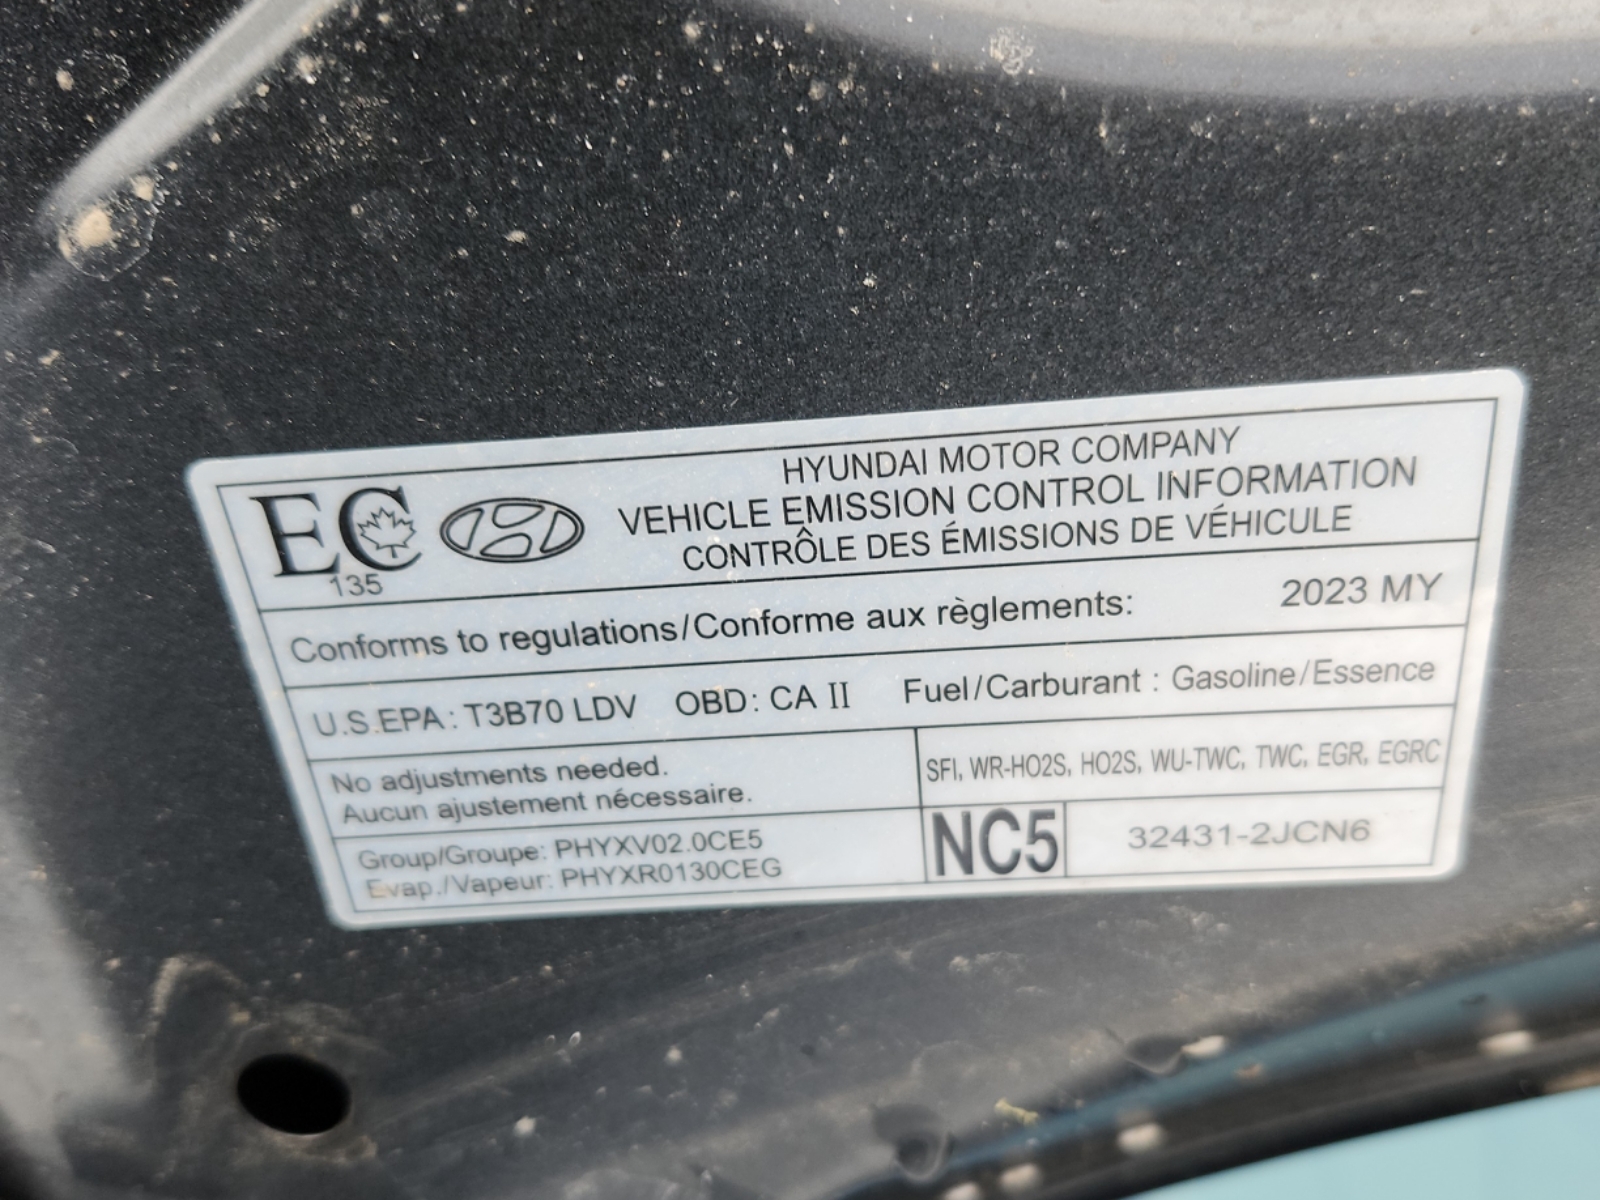 EC
135
HYUNDAI MOTOR COMPANY
VEHICLE EMISSION CONTROL INFORMATION
CONTRÔLE DES ÉMISSIONS DE VÉHICULE
Conforms to regulations/Conforme aux règlements: 2023 MY
U.S.EPA: T3B70 LDV OBD: CA II Fuel/Carburant : Gasoline/Essence
No adjustments needed.
Aucun ajustement nécessaire.
SFI, WR-HO2S, HO2S, WU-TWC, TWC, EGR, EGRC
Group/Groupe: PHYXV02.0CE5
Evap./Vapeur: PHYXR0130CEG
NC5
32431-2JCN6